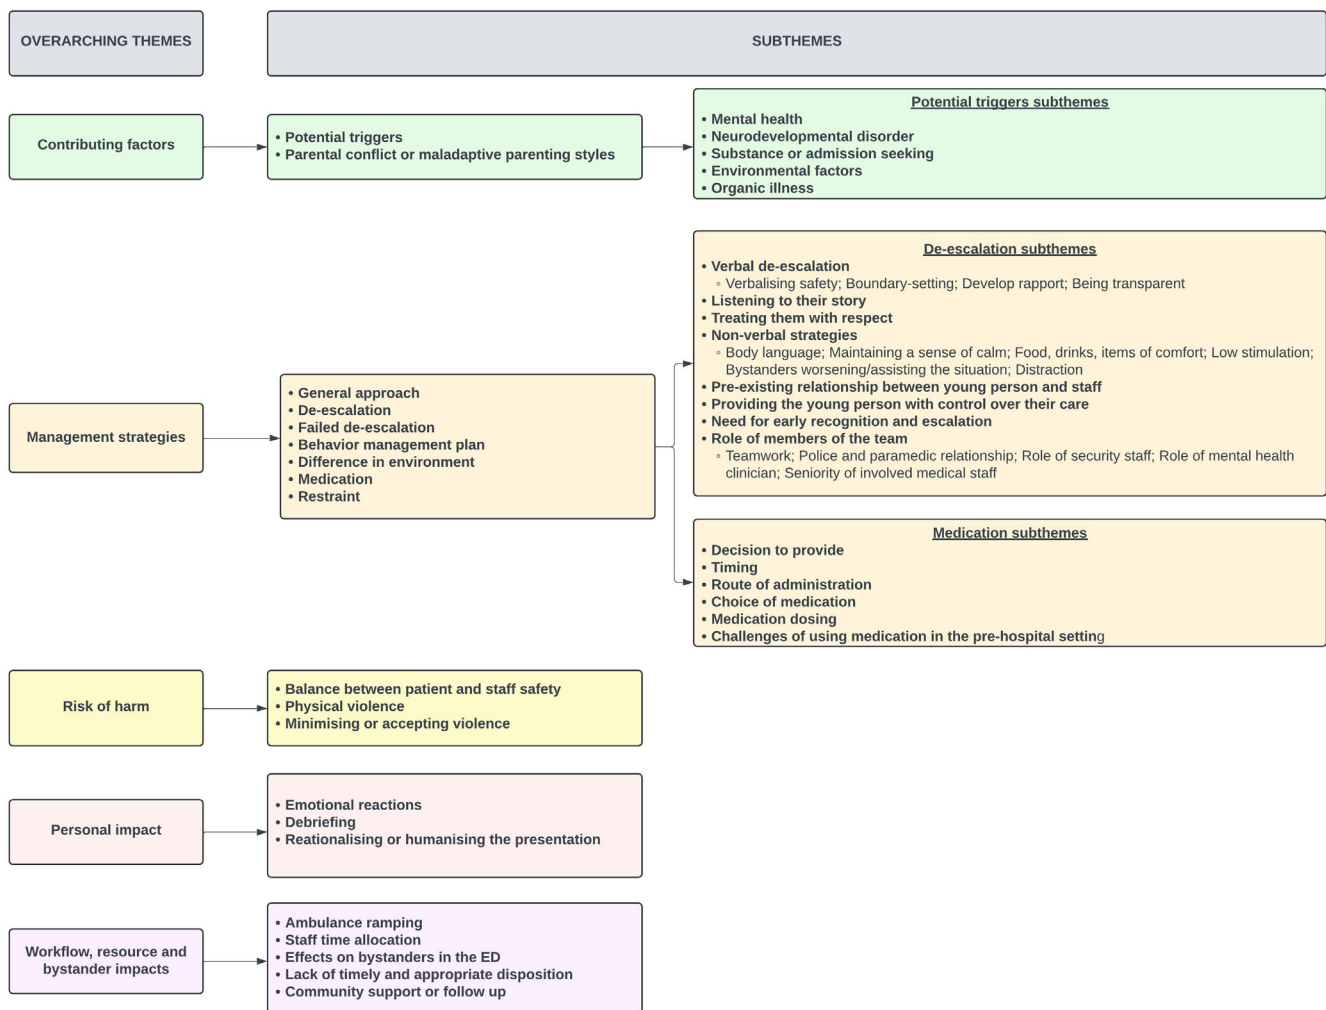 OVERARCHING THEMES
SUBTHEMES
Contributing factors
• Potential triggers
• Parental conflict or maladaptive parenting styles
Potential triggers subthemes
• Mental health
• Neurodevelopmental disorder
• Substance or admission seeking
• Environmental factors
• Organic illness
Management strategies
• General approach
• De-escalation
• Failed de-escalation
• Behavior management plan
• Difference in environment
• Medication
• Restraint
De-escalation subthemes
• Verbal de-escalation
◦ Verbalising safety; Boundary-setting; Develop rapport; Being transparent
• Listening to their story
• Treating them with respect
• Non-verbal strategies
◦ Body language; Maintaining a sense of calm; Food, drinks, items of comfort; Low stimulation;
Bystanders worsening/assisting the situation; Distraction
• Pre-existing relationship between young person and staff
• Providing the young person with control over their care
• Need for early recognition and escalation
• Role of members of the team
◦ Teamwork; Police and paramedic relationship; Role of security staff; Role of mental health
clinician; Seniority of involved medical staff
Medication subthemes
• Decision to provide
• Timing
• Route of administration
• Choice of medication
• Medication dosing
• Challenges of using medication in the pre-hospital setting
Risk of harm
• Balance between patient and staff safety
• Physical violence
• Minimising or accepting violence
Personal impact
• Emotional reactions
• Debriefing
• Reationalising or humanising the presentation
Workflow, resource and
bystander impacts
• Ambulance ramping
• Staff time allocation
• Effects on bystanders in the ED
• Lack of timely and appropriate disposition
• Community support or follow up